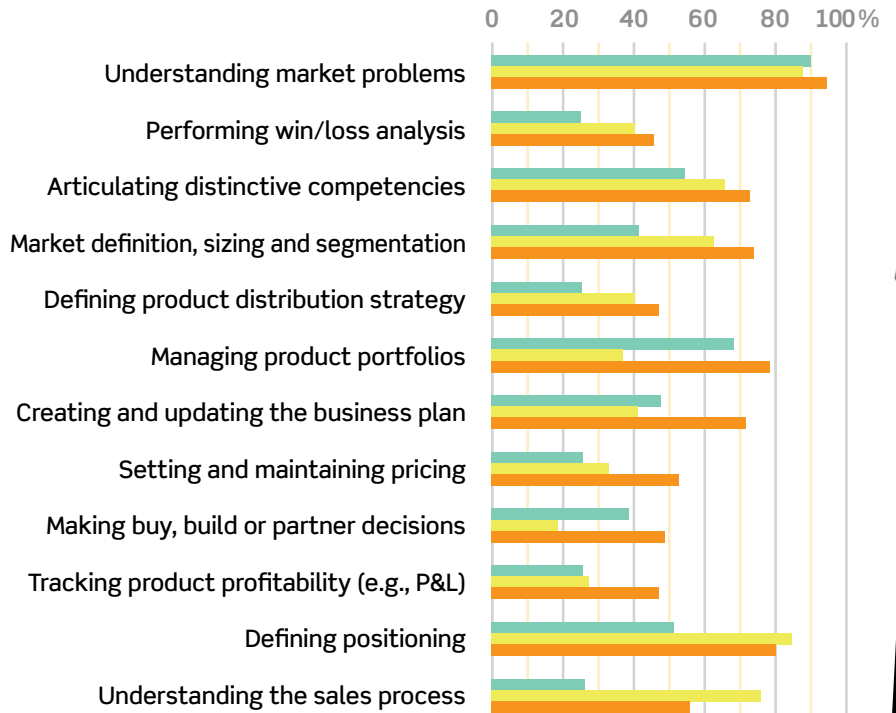 0 20 40 60 80 100%
Understanding market problems
Performing win/loss analysis
Articulating distinctive competencies
Market definition, sizing and segmentation
Defining product distribution strategy
Managing product portfolios
Creating and updating the business plan
Setting and maintaining pricing
Making buy, build or partner decisions
Tracking product profitability (e.g., P&L)
Defining positioning
Understanding the sales process